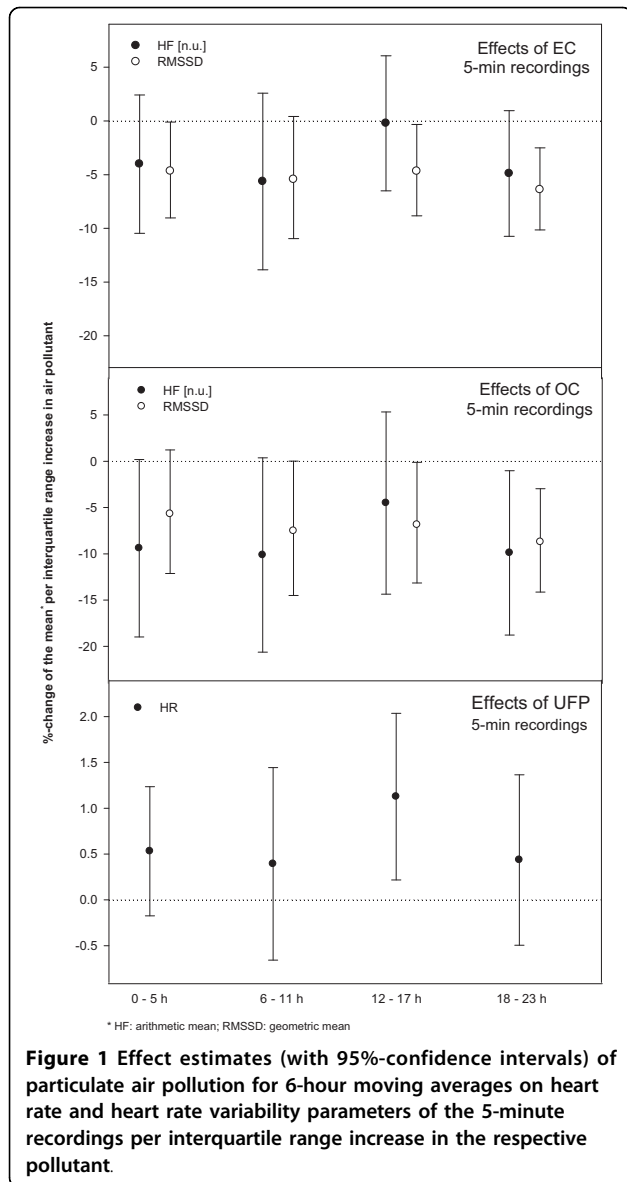 HF [n.u.]
RMSSD
Effects of EC
5-min recordings
5
0
-5
-10
-15
-20
HF [n.u.]
RMSSD
Effects of OC
5-min recordings
5
0
-5
-10
-15
-20
%-change of the mean* per interquartile range increase in air pollutant
HR
Effects of UFP
5-min recordings
2.0
1.5
1.0
0.5
0.0
-0.5
0 - 5 h 6 - 11 h 12 - 17 h 18 - 23 h
* HF: arithmetic mean; RMSSD: geometric mean
Figure 1 Effect estimates (with 95%-confidence intervals) of
particulate air pollution for 6-hour moving averages on heart
rate and heart rate variability parameters of the 5-minute
recordings per interquartile range increase in the respective
pollutant.